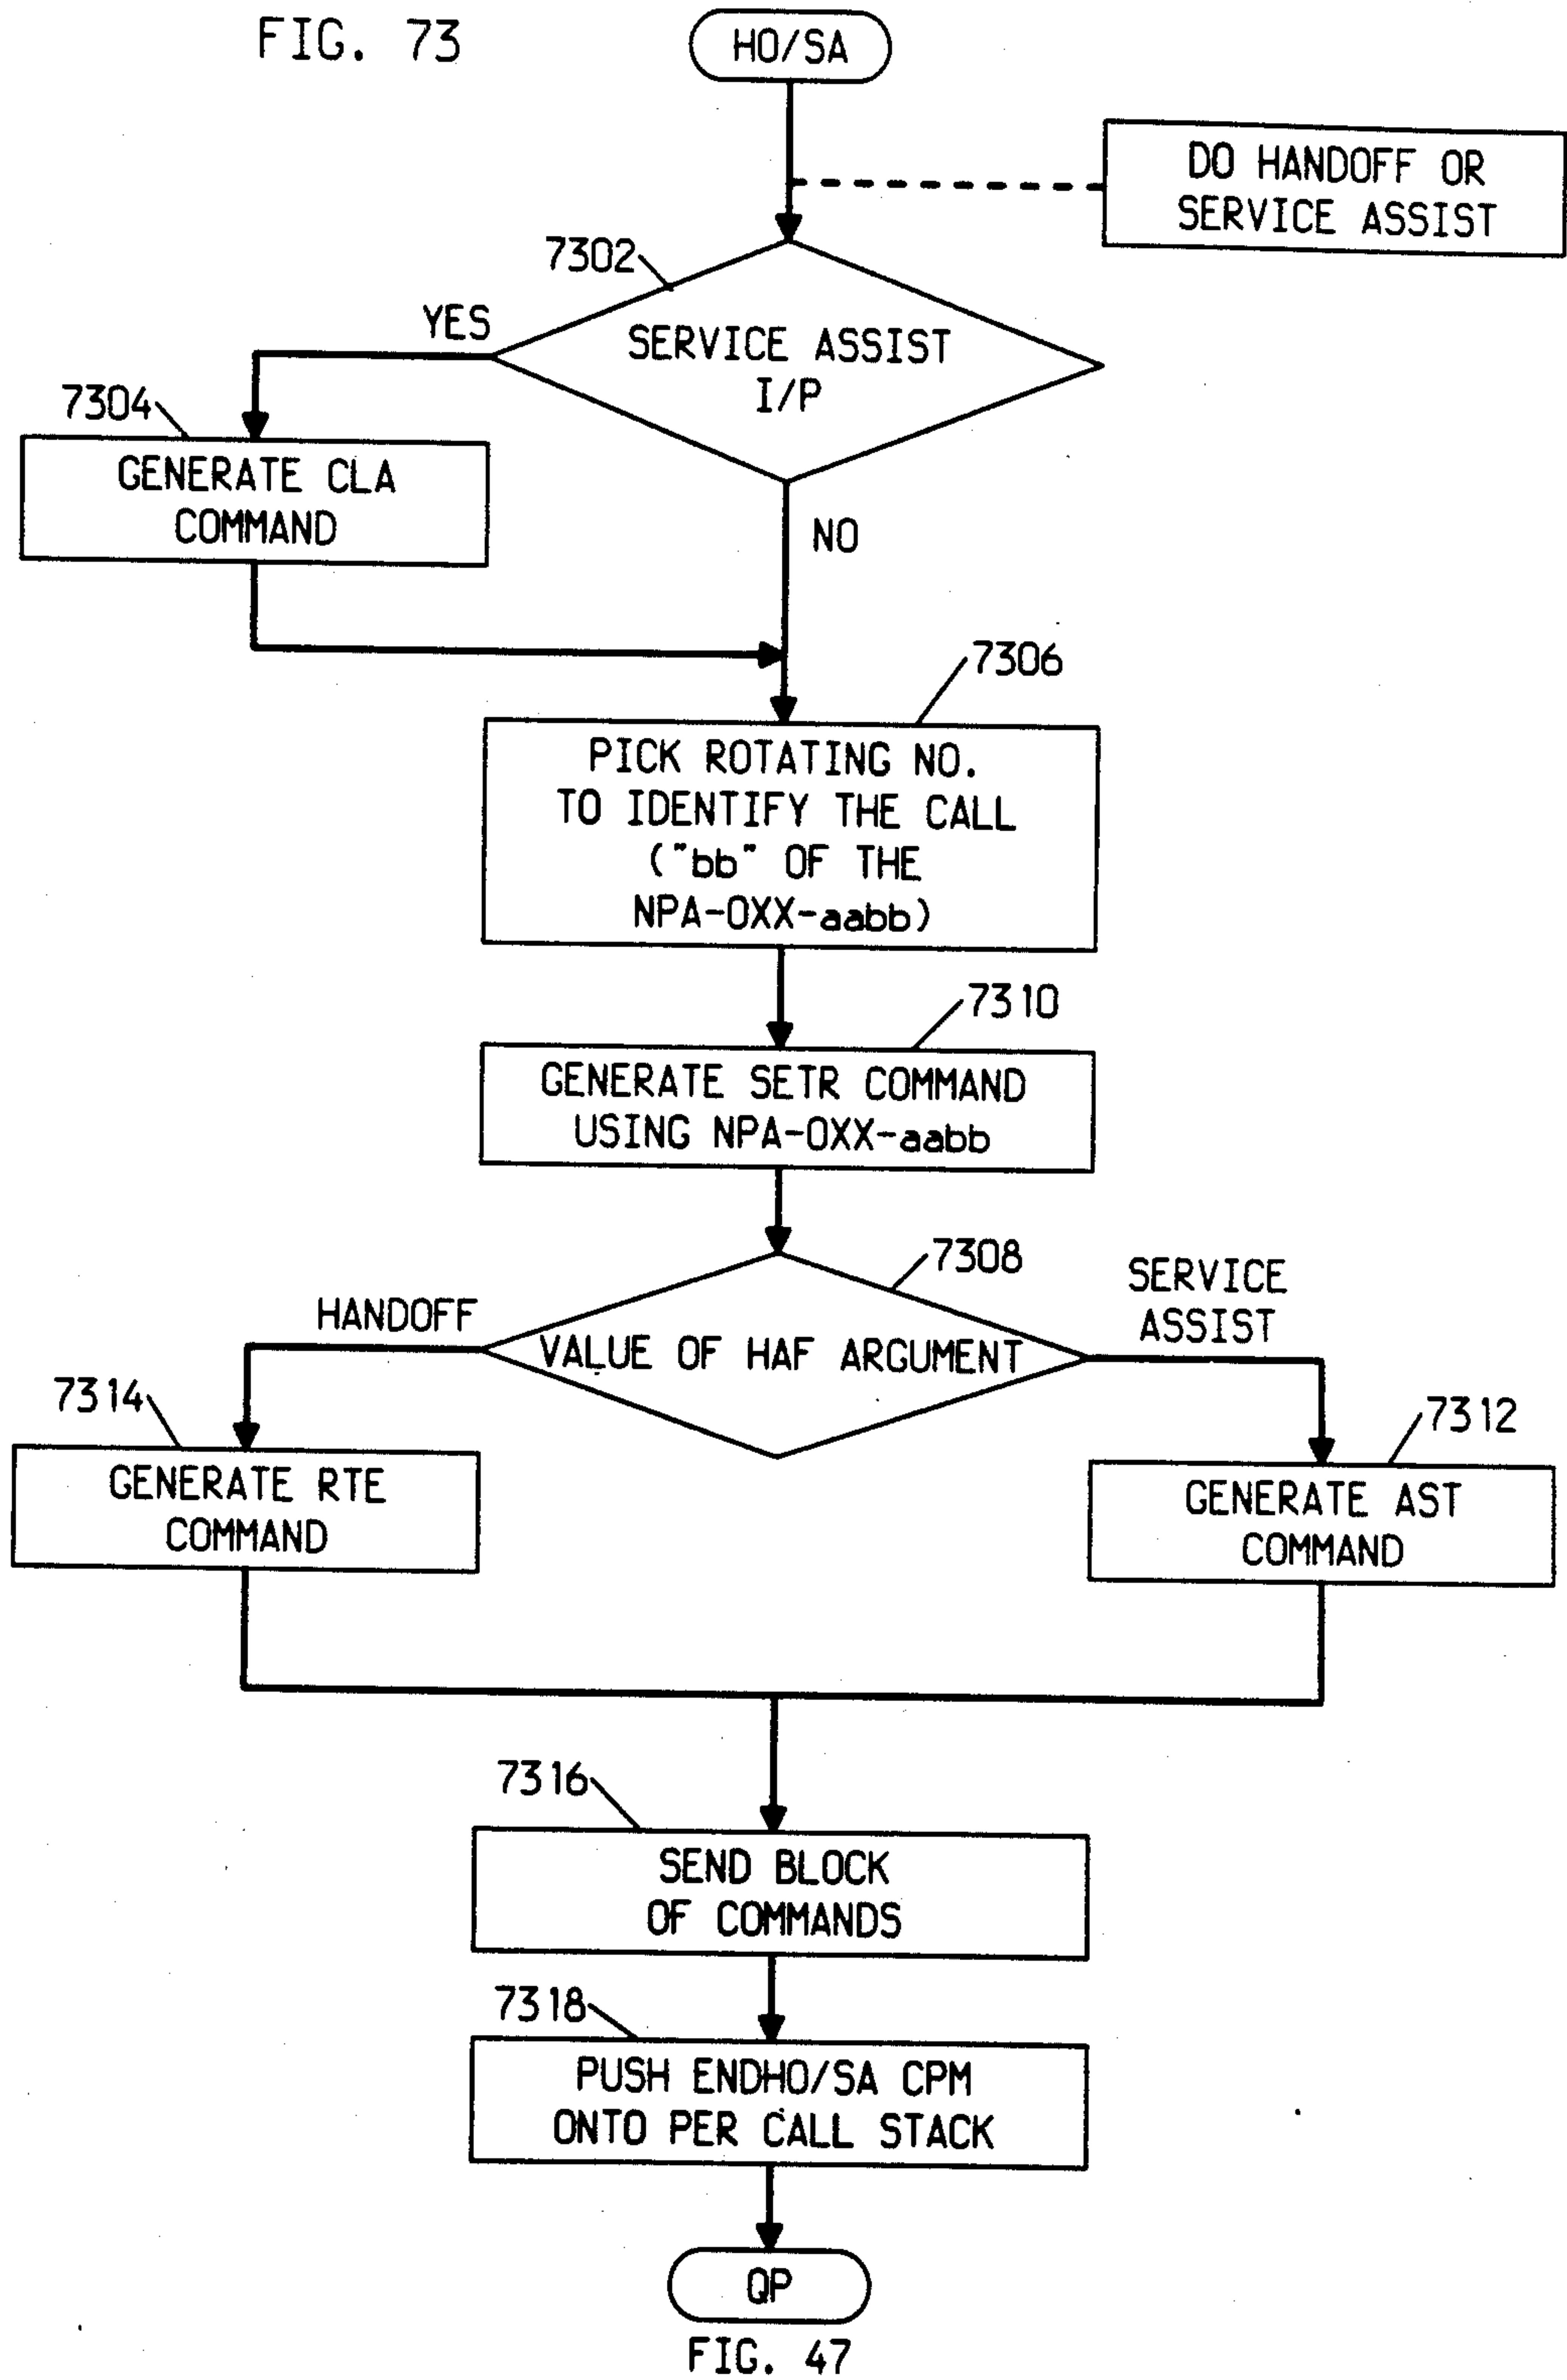 FIG. 73
HO/SA
DO HANDOFF OR
SERVICE ASSIST
7302
YES
SERVICE ASSIST
I/P
7304
GENERATE CLA
COMMAND
NO
7306
PICK ROTATING NO.
TO IDENTIFY THE CALL
("bb" OF THE
NPA-0XX-aabb)
7310
GENERATE SETR COMMAND
USING NPA-0XX-aabb
7308
HANDOFF
SERVICE
ASSIST
VALUE OF HAF ARGUMENT
7314
7312
GENERATE RTE
COMMAND
GENERATE AST
COMMAND
7316
SEND BLOCK
OF COMMANDS
7318
PUSH ENDHO/SA CPM
ONTO PER CALL STACK
QP
FIG. 47